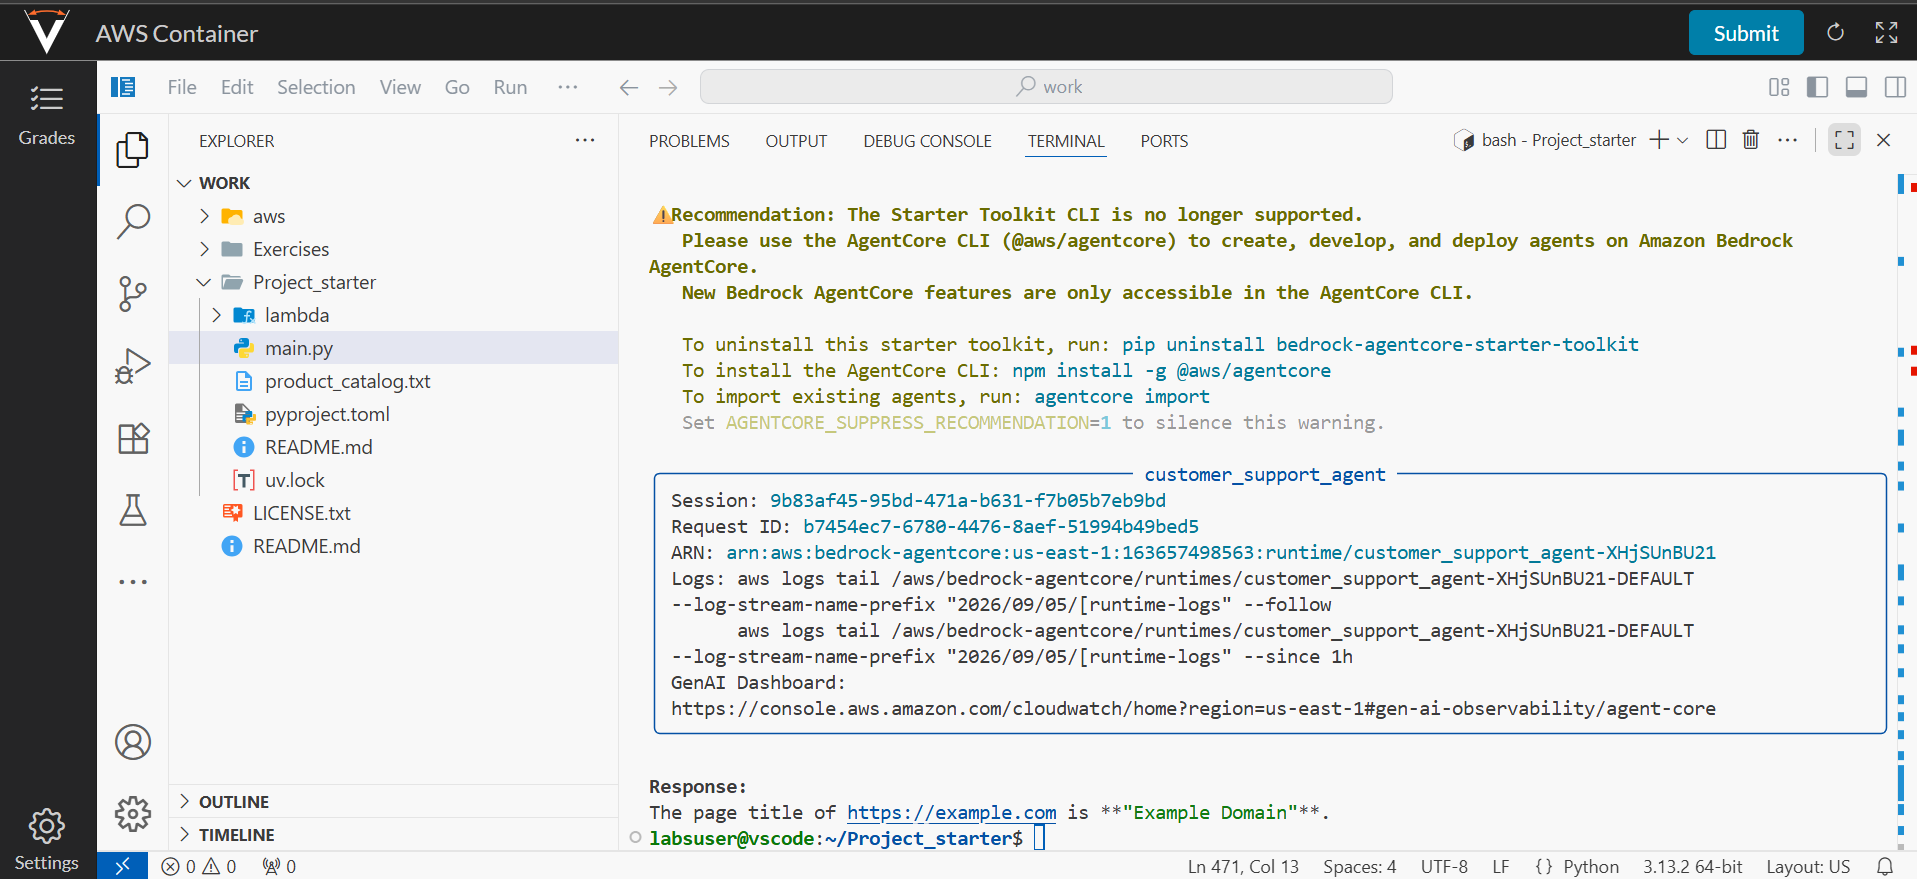 AWS Container
Submit
Grades
Settings
File Edit Selection View Go Run ···
work
EXPLORER ···
WORK
aws
Exercises
Project_starter
lambda
main.py
product_catalog.txt
pyproject.toml
README.md
uv.lock
LICENSE.txt
README.md
OUTLINE
TIMELINE
PROBLEMS OUTPUT DEBUG CONSOLE TERMINAL PORTS
bash - Project_starter
⚠️Recommendation: The Starter Toolkit CLI is no longer supported.
Please use the AgentCore CLI (@aws/agentcore) to create, develop, and deploy agents on Amazon Bedrock
AgentCore.
New Bedrock AgentCore features are only accessible in the AgentCore CLI.
To uninstall this starter toolkit, run: pip uninstall bedrock-agentcore-starter-toolkit
To install the AgentCore CLI: npm install -g @aws/agentcore
To import existing agents, run: agentcore import
Set AGENTCORE_SUPPRESS_RECOMMENDATION=1 to silence this warning.
customer_support_agent
Session: 9b83af45-95bd-471a-b631-f7b05b7eb9bd
Request ID: b7454ec7-6780-4476-8aef-51994b49bed5
ARN: arn:aws:bedrock-agentcore:us-east-1:163657498563:runtime/customer_support_agent-XHjSUnBU21
Logs: aws logs tail /aws/bedrock-agentcore/runtimes/customer_support_agent-XHjSUnBU21-DEFAULT
--log-stream-name-prefix "2026/09/05/[runtime-logs" --follow
aws logs tail /aws/bedrock-agentcore/runtimes/customer_support_agent-XHjSUnBU21-DEFAULT
--log-stream-name-prefix "2026/09/05/[runtime-logs" --since 1h
GenAI Dashboard:
https://console.aws.amazon.com/cloudwatch/home?region=us-east-1#gen-ai-observability/agent-core
Response:
The page title of https://example.com is **"Example Domain"**.
labsuser@vscode:~/Project_starter$
0 0 0
Ln 471, Col 13 Spaces: 4 UTF-8 LF {} Python 3.13.2 64-bit Layout: US